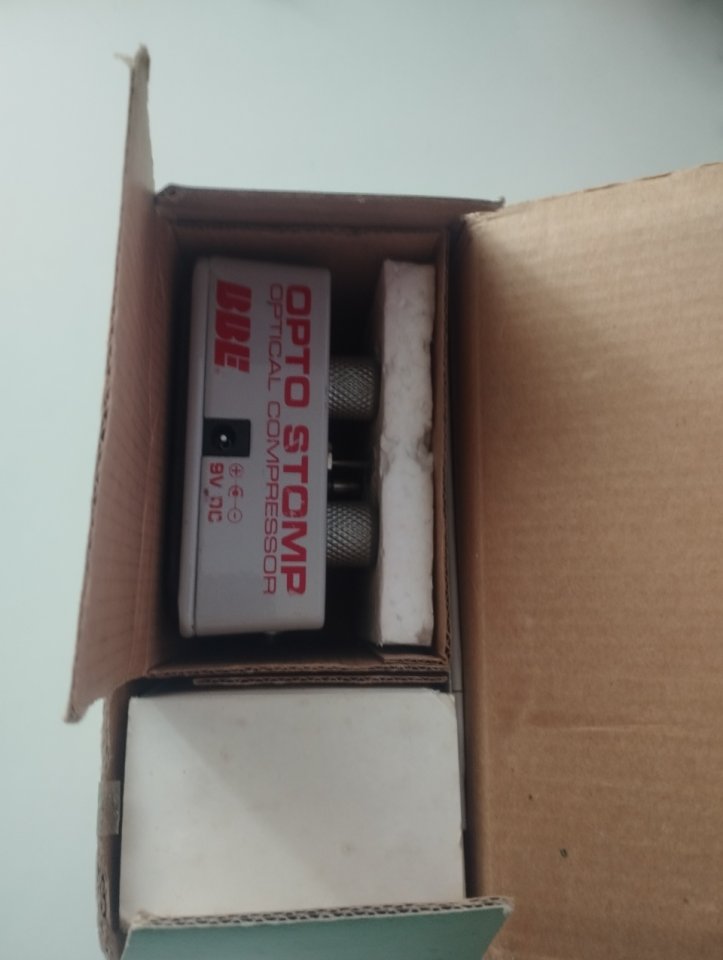 OPTO STOMP
OPTICAL COMPRESSOR
BBE
9V DC